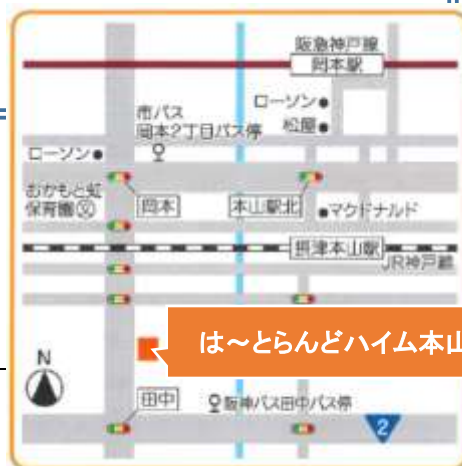 阪急神戸線
岡本駅
ローソン
松屋
市バス
岡本2丁目バス停
ローソン
おかもと虹
保育園
岡本
本山駅北
マクドナルド
摂津本山駅
JR神戸線
は～とらんどハイム本山
N
田中
阪神バス田中バス停
2